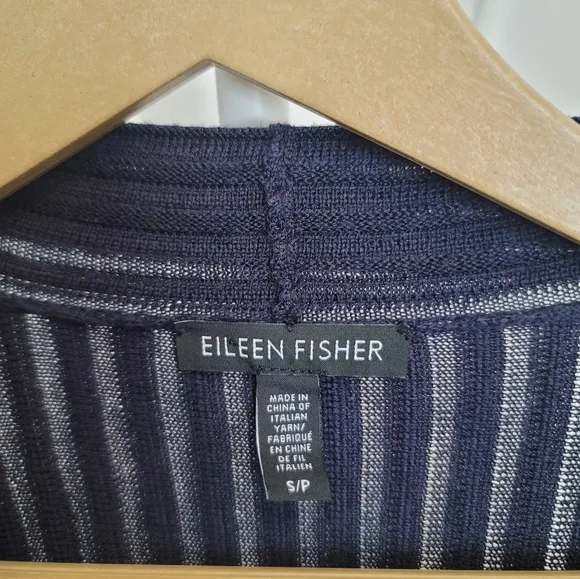 EILEEN FISHER
MADE IN
CHINA OF
ITALIAN
YARN/
FABRIQUÉ
EN CHINE
DE FIL
ITALIEN
S/P